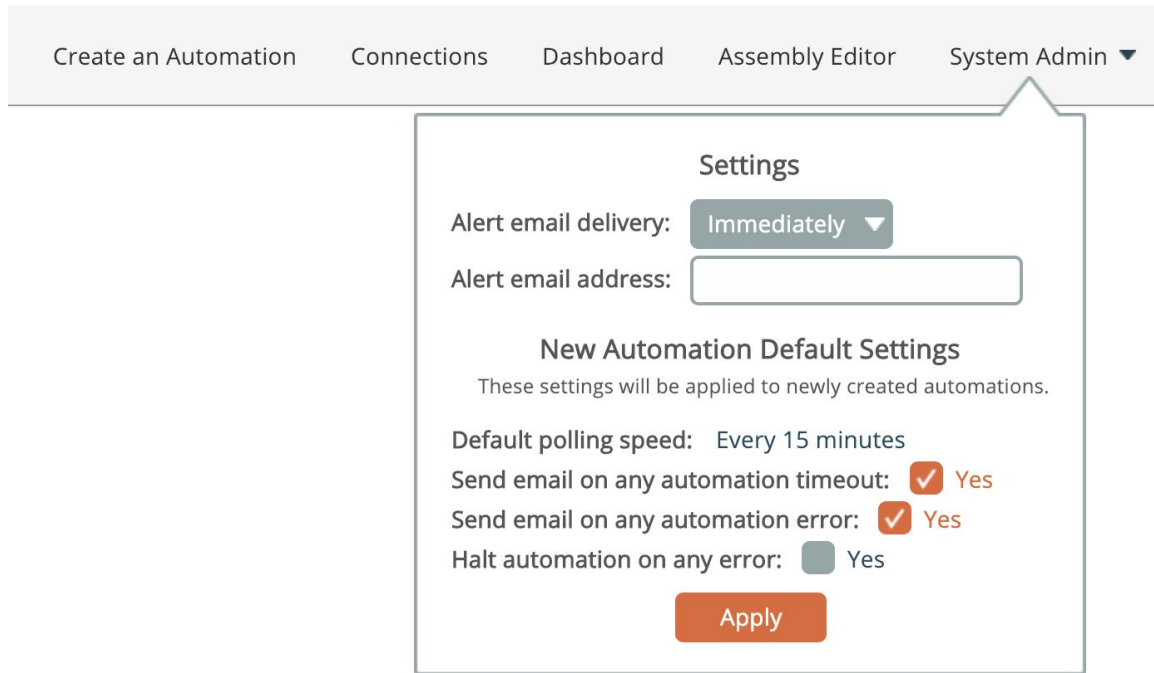 Create an Automation Connections Dashboard Assembly Editor System Admin
Settings
Alert email delivery: Immediately
Alert email address:
New Automation Default Settings
These settings will be applied to newly created automations.
Default polling speed: Every 15 minutes
Send email on any automation timeout: Yes
Send email on any automation error: Yes
Halt automation on any error: Yes
Apply